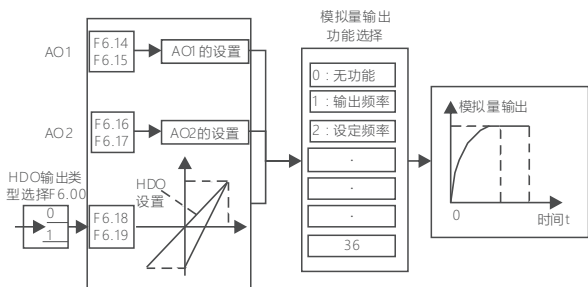 模拟量输出
功能选择
AO1
F6.14
F6.15
AO1的设置
AO2
F6.16
F6.17
AO2的设置
HDO输出类
型选择F6.00
0
1
F6.18
F6.19
HDO
设置
0：无功能
1：输出频率
2：设定频率
.
.
.
36
模拟量输出
0
时间t